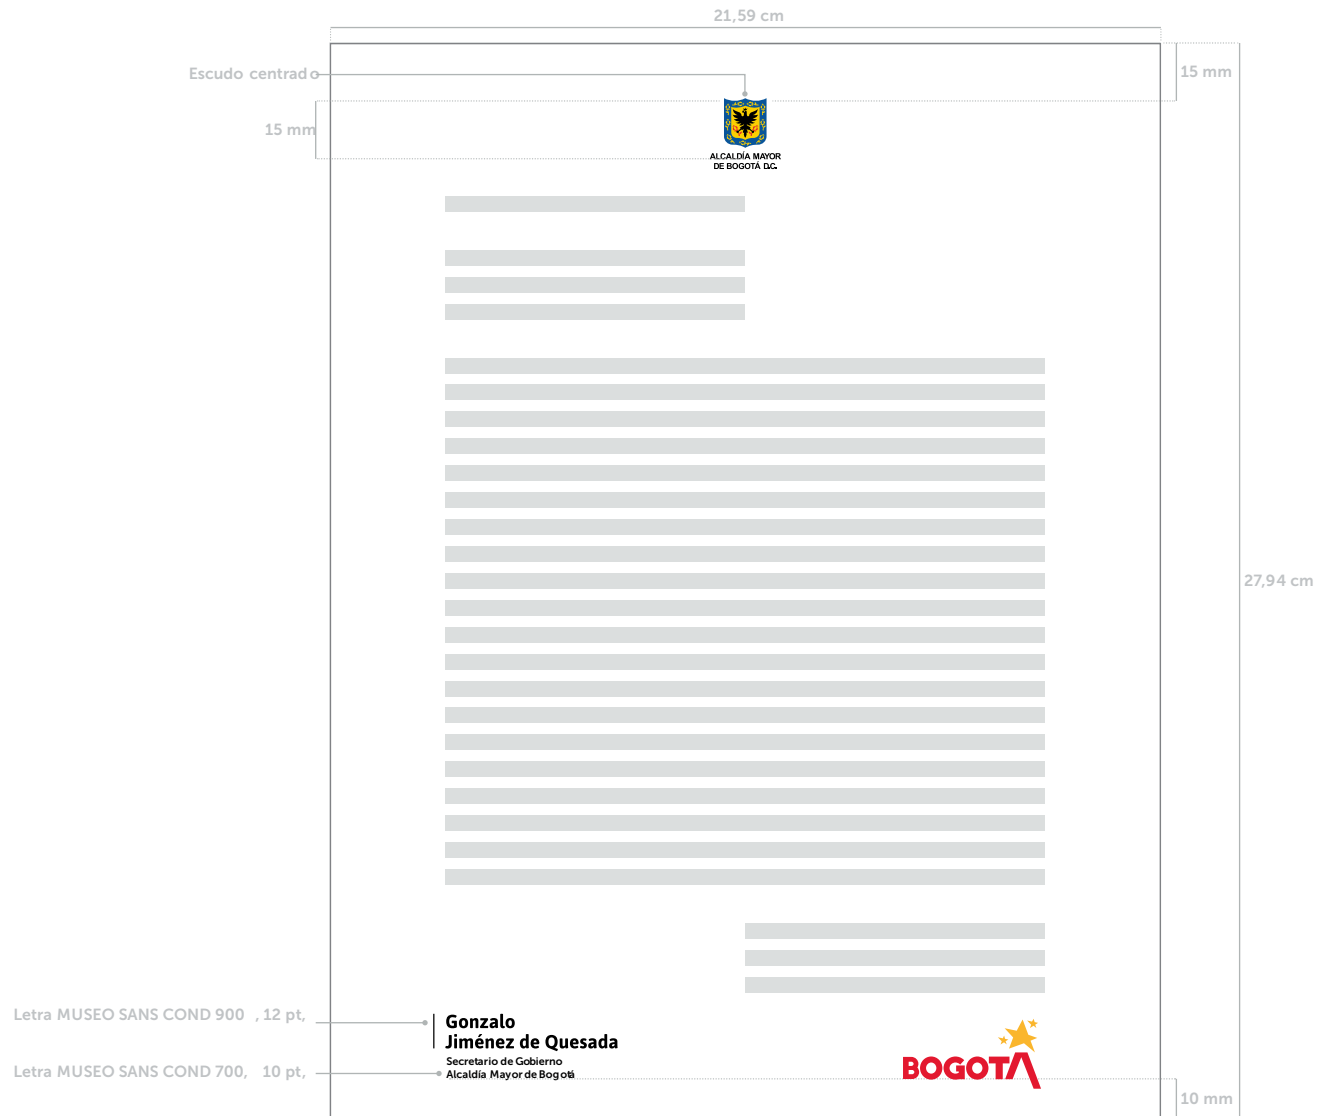 21,59 cm
Escudo centrado
15 mm
15 mm
ALCALDÍA MAYOR
DE BOGOTÁ D.C.
27,94 cm
Letra MUSEO SANS COND 900 , 12 pt,
Gonzalo
Jiménez de Quesada
Secretario de Gobierno
Letra MUSEO SANS COND 700, 10 pt,
Alcaldía Mayor de Bogotá
BOGOTÁ
10 mm